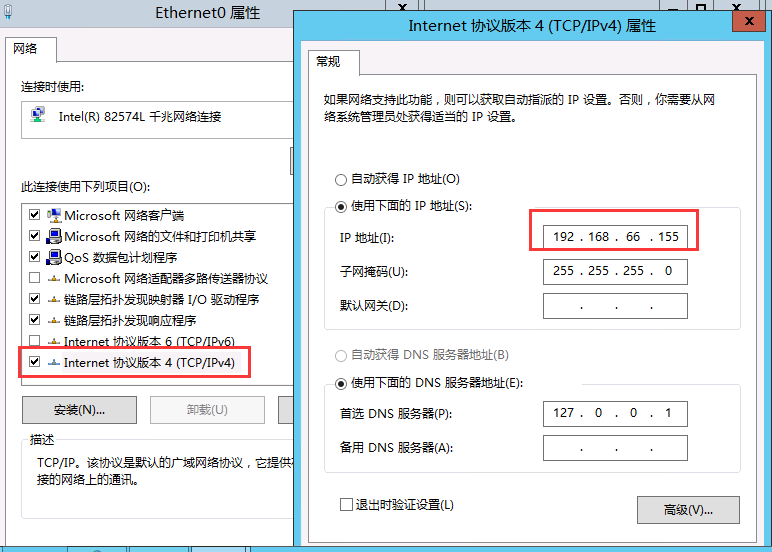 Ethernet0 属性
网络
连接时使用:
Intel(R) 82574L 千兆网络连接
此连接使用下列项目(O):
Microsoft 网络客户端
Microsoft 网络的文件和打印机共享
QoS 数据包计划程序
Microsoft 网络适配器多路传送器协议
链路层拓扑发现映射器 I/O 驱动程序
链路层拓扑发现响应程序
Internet 协议版本 6 (TCP/IPv6)
Internet 协议版本 4 (TCP/IPv4)
安装(N)...
卸载(U)
描述
TCP/IP。该协议是默认的广域网络协议，它提供
接的网络上的通讯。
Internet 协议版本 4 (TCP/IPv4) 属性
常规
如果网络支持此功能，则可以获取自动指派的 IP 设置。否则，你需要从网
络系统管理员处获得适当的 IP 设置。
自动获得 IP 地址(O)
使用下面的 IP 地址(S):
IP 地址(I):
192 . 168 . 66 . 155
子网掩码(U):
255 . 255 . 255 . 0
默认网关(D):
. . .
自动获得 DNS 服务器地址(B)
使用下面的 DNS 服务器地址(E):
首选 DNS 服务器(P):
127 . 0 . 0 . 1
备用 DNS 服务器(A):
. . .
退出时验证设置(L)
高级(V)...